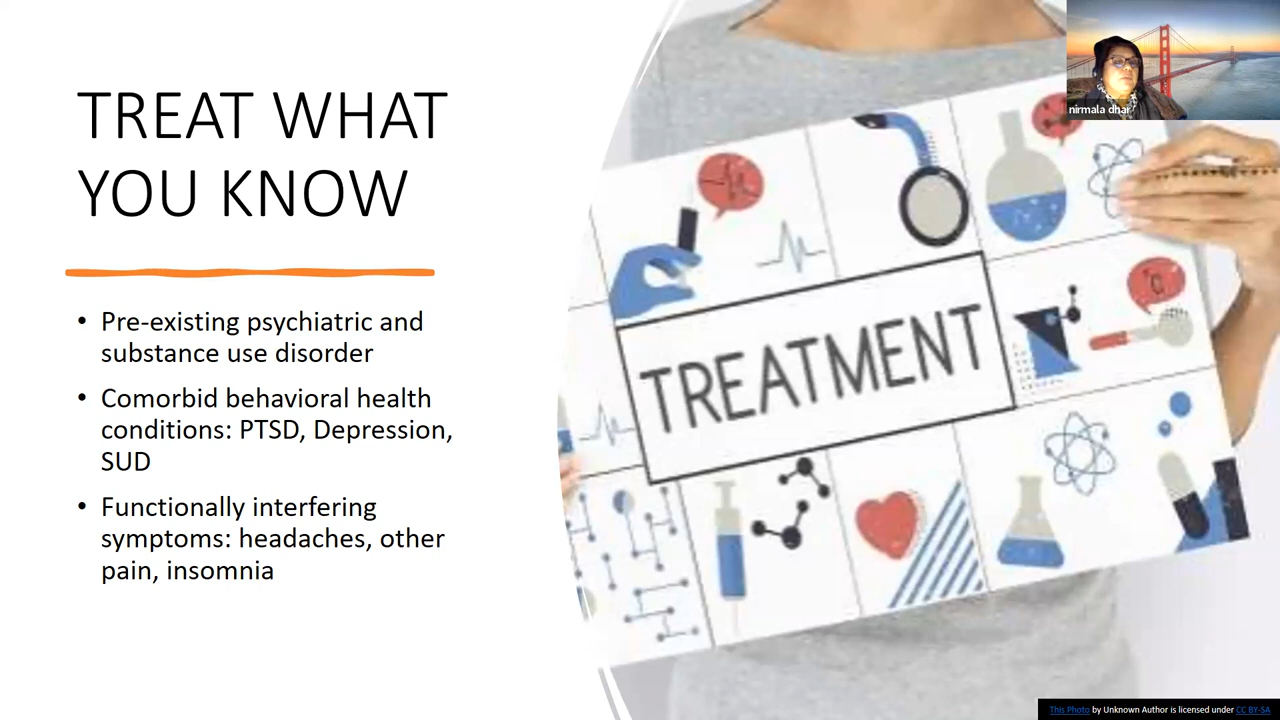 TREAT WHAT
YOU KNOW
• Pre-existing psychiatric and
substance use disorder
• Comorbid behavioral health
conditions: PTSD, Depression,
SUD
• Functionally interfering
symptoms: headaches, other
pain, insomnia
TREATMENT
°C
nirmala dhar
This Photo by Unknown Author is licensed under CC BY-SA